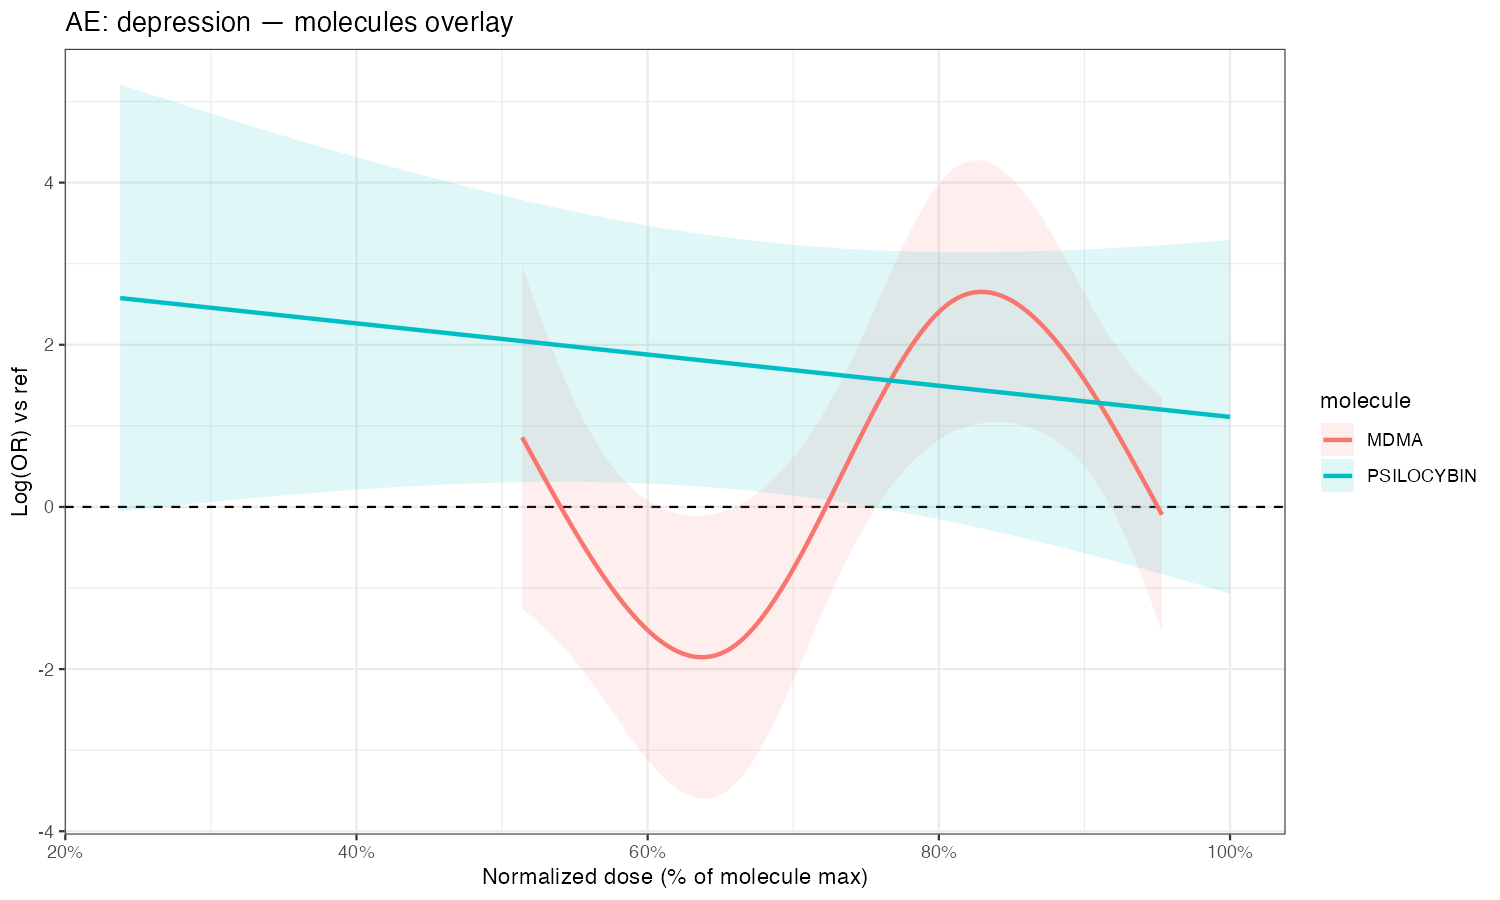 AE: depression — molecules overlay
Log(OR) vs ref
4
2
0
-2
-4
20%
40%
60%
80%
100%
Normalized dose (% of molecule max)
molecule
MDMA
PSILOCYBIN